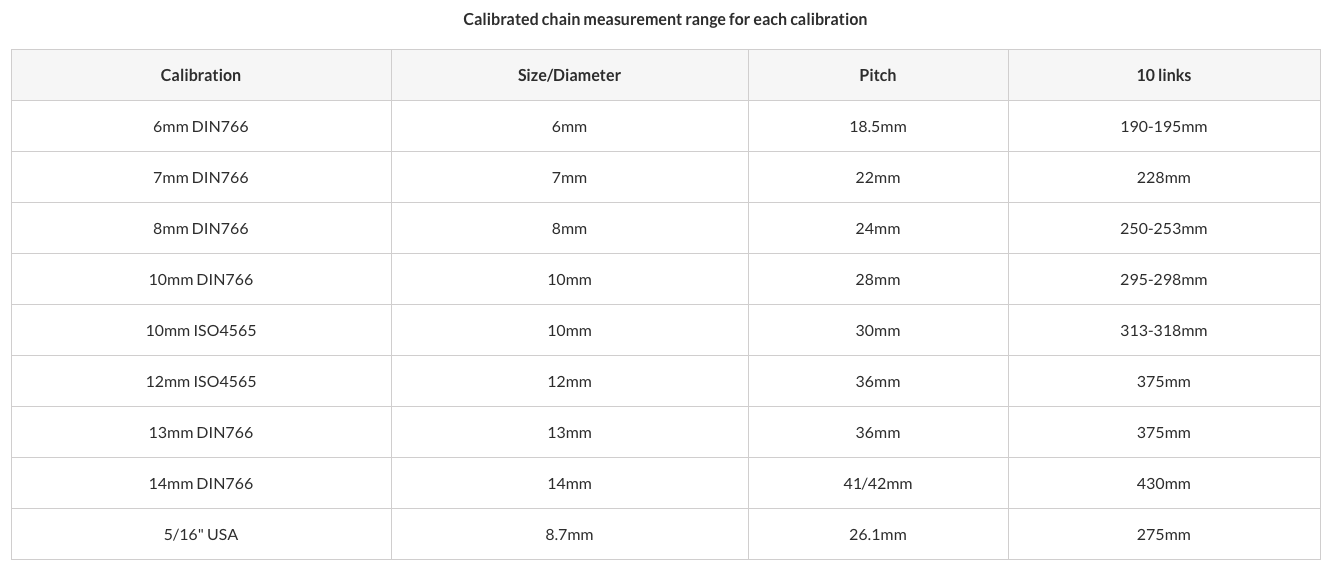 Calibrated chain measurement range for each calibration
Calibration Size/Diameter Pitch 10 links
6mm DIN766 6mm 18.5mm 190-195mm
7mm DIN766 7mm 22mm 228mm
8mm DIN766 8mm 24mm 250-253mm
10mm DIN766 10mm 28mm 295-298mm
10mm ISO4565 10mm 30mm 313-318mm
12mm ISO4565 12mm 36mm 375mm
13mm DIN766 13mm 36mm 375mm
14mm DIN766 14mm 41/42mm 430mm
5/16" USA 8.7mm 26.1mm 275mm